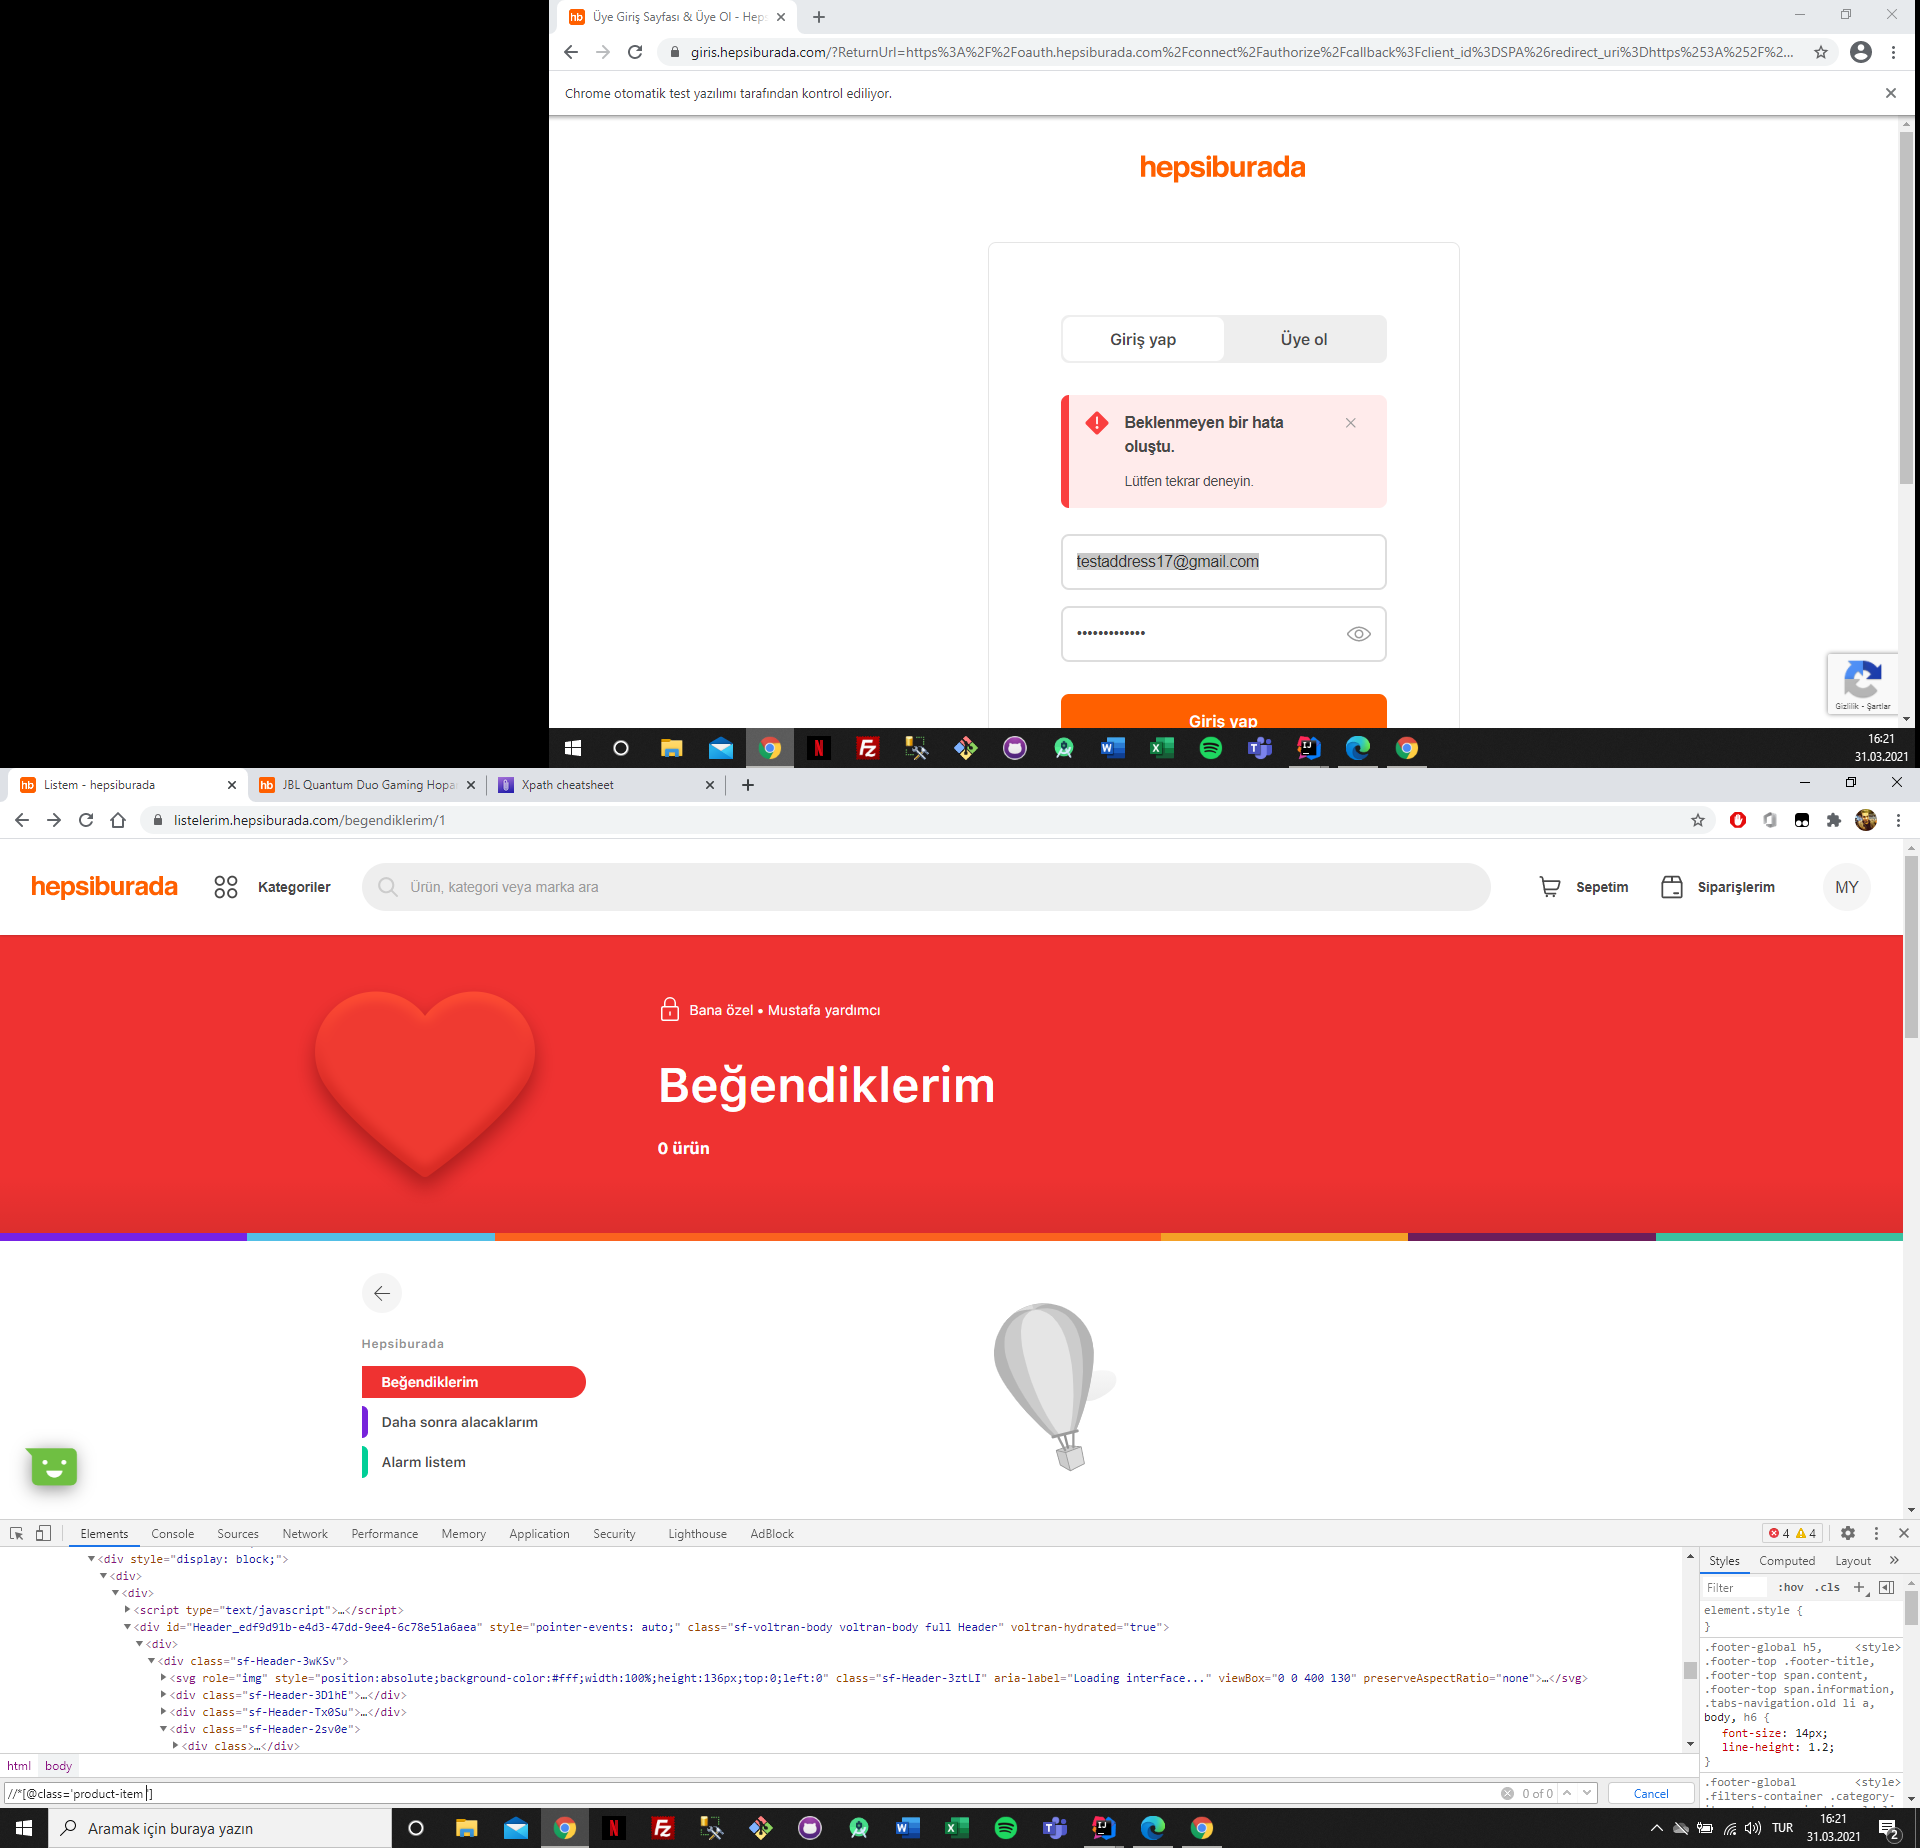 Üye Giriş Sayfası & Üye Ol - Heps
giris.hepsiburada.com/?ReturnUrl=https%3A%2F%2Foauth.hepsiburada.com%2Fconnect%2Fauthorize%2Fcallback%3Fclient_id%3DSPA%26redirect_uri%3Dhttps%253A%252F%2...
Chrome otomatik test yazılımı tarafından kontrol ediliyor.
hepsiburada
Giriş yap Üye ol
Beklenmeyen bir hata
oluştu.
Lütfen tekrar deneyin.
testaddress17@gmail.com
•••••••••••••
Gizlilik - Şartlar
Giriş yap
16:21
31.03.2021
Listem - hepsiburada
JBL Quantum Duo Gaming Hopa
Xpath cheatsheet
listelerim.hepsiburada.com/begendiklerim/1
hepsiburada Kategoriler Ürün, kategori veya marka ara Sepetim Siparişlerim MY
Bana özel • Mustafa yardımcı
Beğendiklerim
0 ürün
Hepsiburada
Beğendiklerim
Daha sonra alacaklarım
Alarm listem
Elements Console Sources Network Performance Memory Application Security Lighthouse AdBlock 4 4
<div style="display: block;">
<div>
<div>
<script type="text/javascript">…</script>
<div id="Header_edf9d91b-e4d3-47dd-9ee4-6c78e51a6aea" style="pointer-events: auto;" class="sf-voltran-body voltran-body full Header" voltran-hydrated="true">
<div>
<div class="sf-Header-3wKSv">
<svg role="img" style="position:absolute;background-color:#fff;width:100%;height:136px;top:0;left:0" class="sf-Header-3ztLI" aria-label="Loading interface..." viewBox="0 0 400 130" preserveAspectRatio="none">…</svg>
<div class="sf-Header-3D1hE">…</div>
<div class="sf-Header-Tx0Su">…</div>
<div class="sf-Header-2sv0e">
<div class>…</div>
html body
//*[@class='product-item ']
0 of 0 Cancel
Styles Computed Layout »
Filter :hov .cls +
element.style {
}
.footer-global h5, <style>
.footer-top .footer-title,
.footer-top span.content,
.footer-top span.information,
.tabs-navigation.old li a,
body, h6 {
font-size: 14px;
line-height: 1.2;
}
.footer-global <style>
.filters-container .category-
Aramak için buraya yazın
TUR
16:21
31.03.2021
2